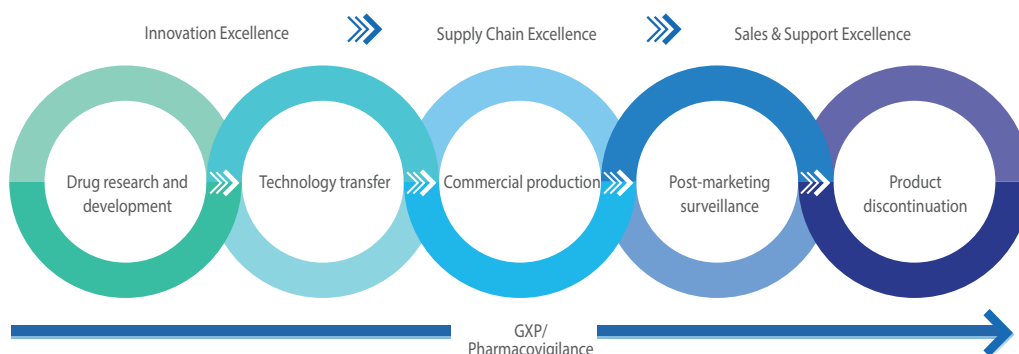 Innovation Excellence
Supply Chain Excellence
Sales & Support Excellence
Drug research and
development
Technology transfer
Commercial production
Post-marketing
surveillance
Product
discontinuation
GXP/
Pharmacovigilance